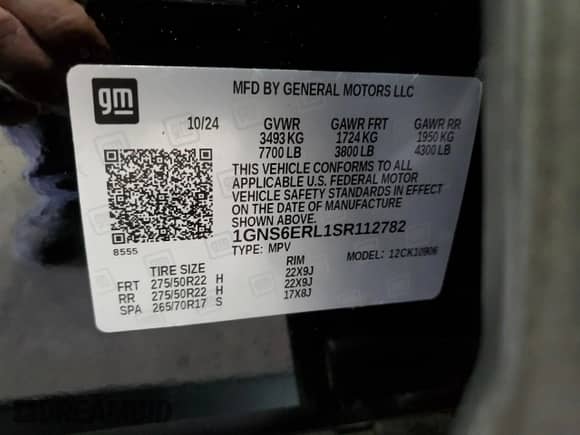 gm
MFD BY GENERAL MOTORS LLC
10/24 GVWR GAWR FRT GAWR RR
3493 KG 1724 KG 1950 KG
7700 LB 3800 LB 4300 LB
THIS VEHICLE CONFORMS TO ALL
APPLICABLE U.S. FEDERAL MOTOR
VEHICLE SAFETY STANDARDS IN EFFECT
ON THE DATE OF MANUFACTURE
SHOWN ABOVE.
8555 1GNS6ERL1SR112782
TYPE: MPV MODEL: 12CK10906
TIRE SIZE RIM
FRT 275/50R22 H 22X9J
RR 275/50R22 H 22X9J
SPA 265/70R17 S 17X8J